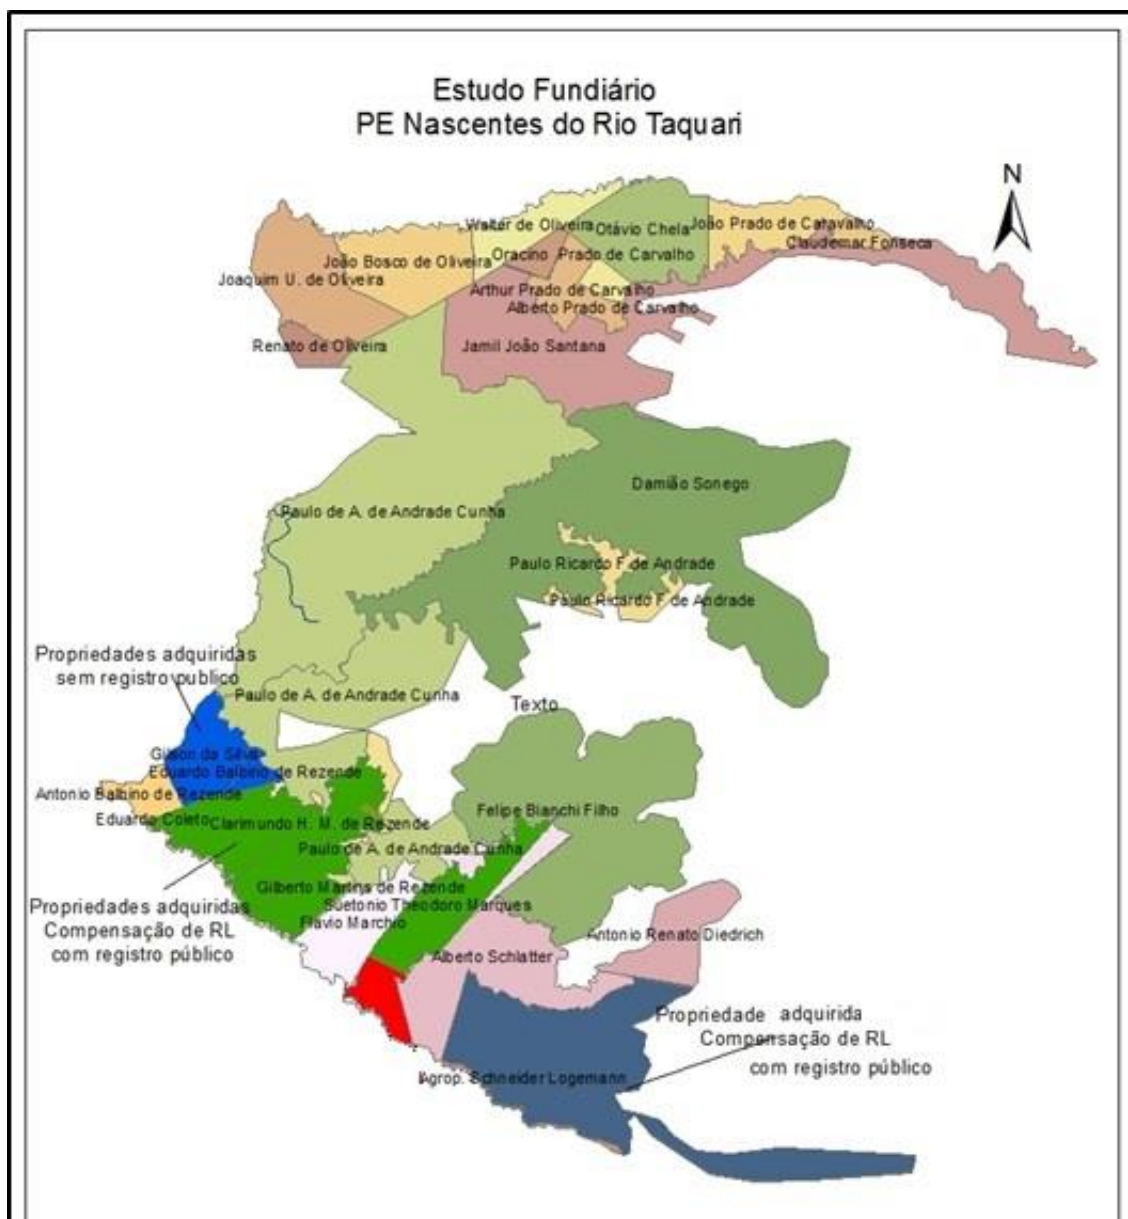 Estudo Fundiário
PE Nascentes do Rio Taquari
N
Walter de Oliveira
Otávio Chela
João Prado de Caravalho
Claudemar Fonseca
João Bosco de Oliveira
Oracino
Prado de Carvalho
Joaquim U. de Oliveira
Arthur Prado de Carvalho
Alberto Prado de Carvalho
Renato de Oliveira
Jamil João Santana
Damião Sonego
Paulo de A. de Andrade Cunha
Paulo Ricardo F. de Andrade
Paulo Ricardo F. de Andrade
Propriedades adquiridas
sem registro publico
Paulo de A. de Andrade Cunha
Texto
Gilson da Silva
Eduardo Balbino de Rezende
Antonio Balbino de Rezende
Eduardo Coleto
Clarimundo H. M. de Rezende
Felipe Bianchi Filho
Paulo de A. de Andrade Cunha
Gilberto Martins de Rezende
Suetonio Theodoro Marques
Flavio Marchio
Propriedades adquiridas
Compensação de RL
com registro público
Antonio Renato Diedrich
Alberto Schlatter
Propriedade adquirida
Compensação de RL
com registro público
Agrop. Schneider Logemann